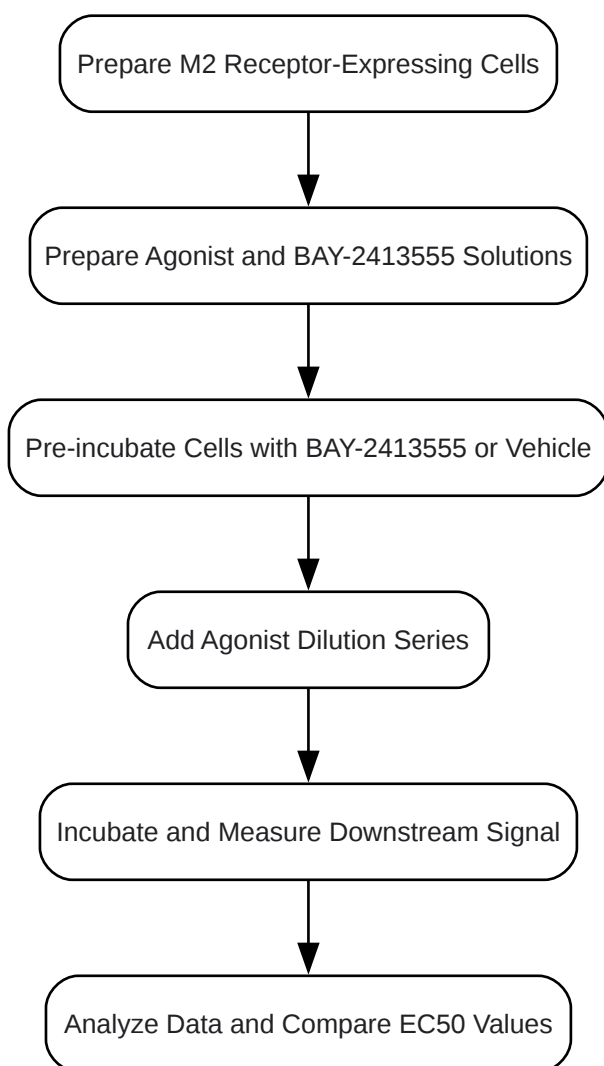 Prepare M2 Receptor-Expressing Cells
Prepare Agonist and BAY-2413555 Solutions
Pre-incubate Cells with BAY-2413555 or Vehicle
Add Agonist Dilution Series
Incubate and Measure Downstream Signal
Analyze Data and Compare EC50 Values